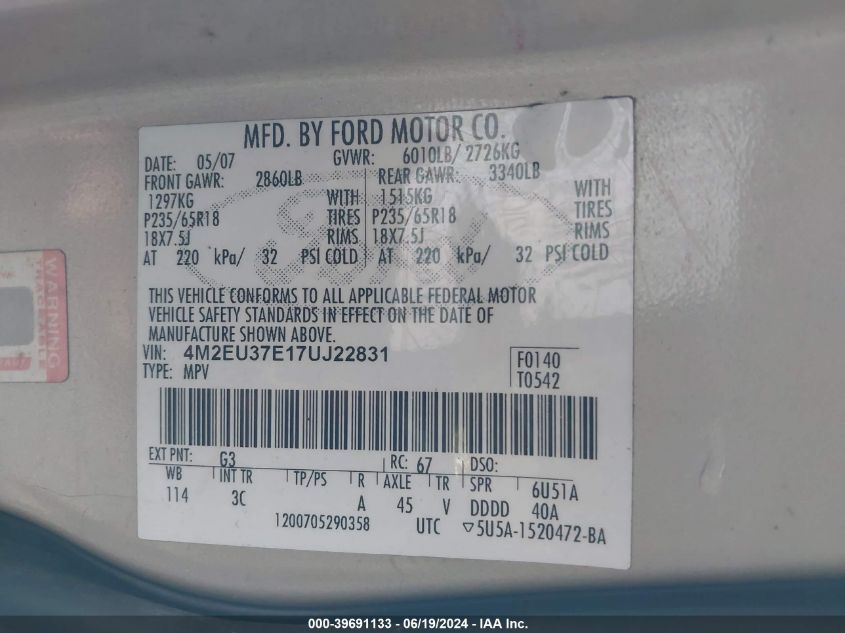 MFD. BY FORD MOTOR CO.
DATE: 05/07 GVWR: 6010LB/ 2726KG
FRONT GAWR: 2860LB REAR GAWR: 3340LB
1297KG WITH 1515KG WITH
P235/65R18 TIRES P235/65R18 TIRES
18X7.5J RIMS 18X7.5J RIMS
AT 220 kPa/ 32 PSI COLD AT 220 kPa/ 32 PSI COLD
THIS VEHICLE CONFORMS TO ALL APPLICABLE FEDERAL MOTOR
VEHICLE SAFETY STANDARDS IN EFFECT ON THE DATE OF
MANUFACTURE SHOWN ABOVE.
VIN: 4M2EU37E17UJ22831 F0140
TYPE: MPV T0542
EXT PNT: G3 RC: 67 DSO:
WB INT TR TP/PS R AXLE TR SPR 6U51A
114 3C A 45 V DDDD 40A
1200705290358 UTC ▽5U5A-1520472-BA
WARNING
000-39691133 - 06/19/2024 - IAA Inc.